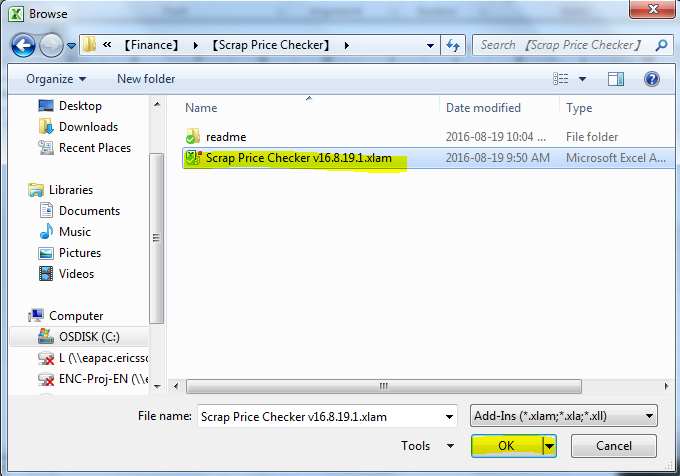 Browse
« 【Finance】 ▸ 【Scrap Price Checker】 ▸ Search 【Scrap Price Checker】
Organize New folder
Name Date modified Type
Desktop
Downloads
Recent Places
Libraries
Documents
Music
Pictures
Videos
Computer
OSDISK (C:)
L (\\eapac.ericsso
ENC-Proj-EN (\\e
readme 2016-08-19 10:04 ... File folder
Scrap Price Checker v16.8.19.1.xlam 2016-08-19 9:50 AM Microsoft Excel A...
File name: Scrap Price Checker v16.8.19.1.xlam Add-Ins (*.xlam;*.xla;*.xll)
Tools OK Cancel